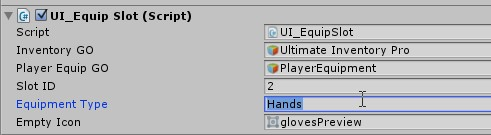 UI_Equip Slot (Script)
Script UI_EquipSlot
Inventory GO Ultimate Inventory Pro
Player Equip GO PlayerEquipment
Slot ID 2
Equipment Type Hands
Empty Icon glovesPreview